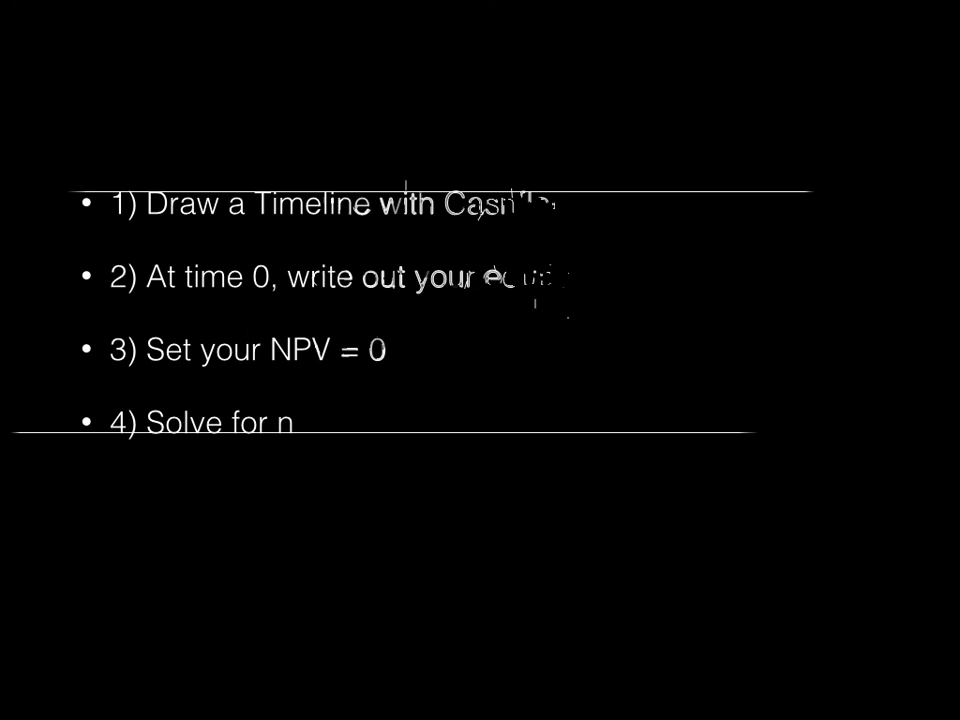 • 1) Draw a Timeline with
• 2) At time 0, write out your
• 3) Set your NPV = 0
• 4) Solve for n